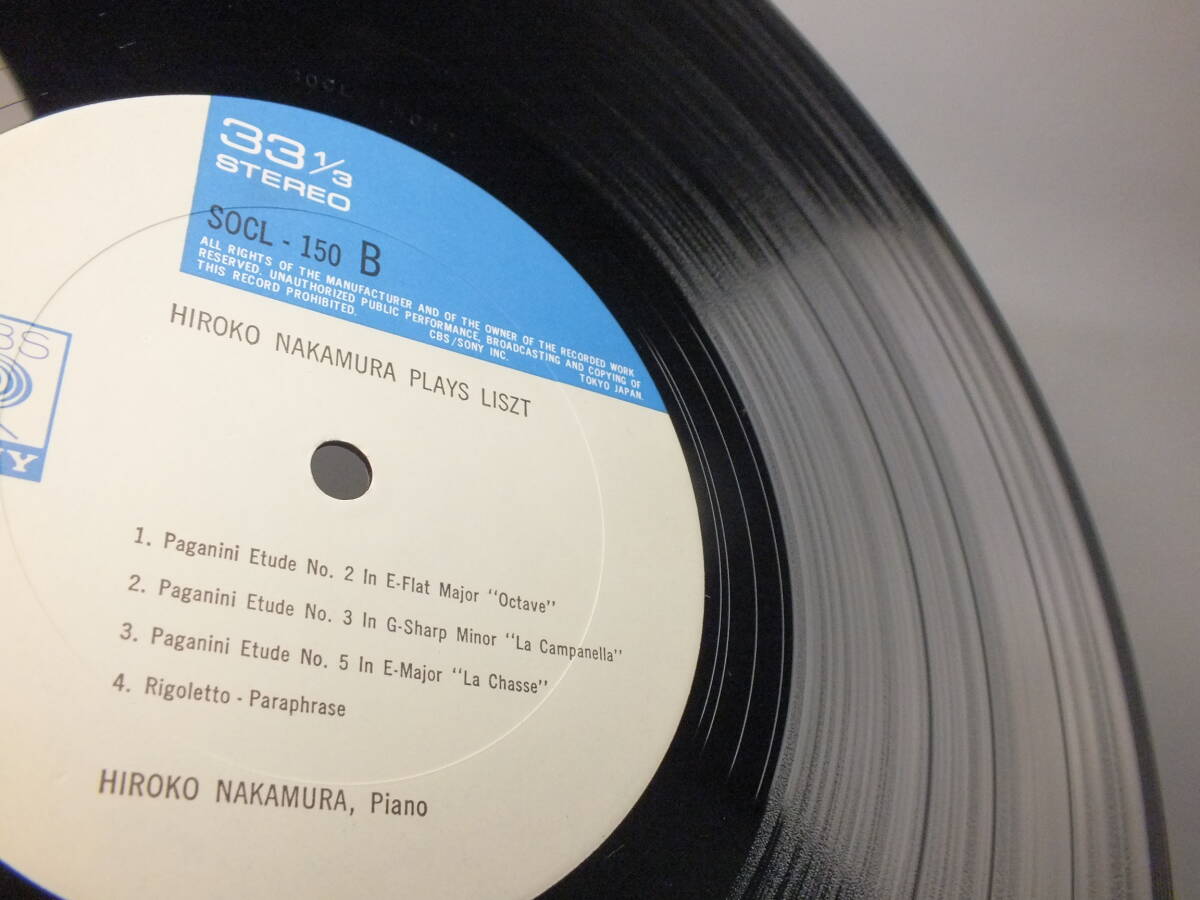 33⅓
STEREO
SOCL - 150 B
ALL RIGHTS OF THE MANUFACTURER AND OF THE OWNER OF THE RECORDED WORK
RESERVED. UNAUTHORIZED PUBLIC PERFORMANCE, BROADCASTING AND COPYING OF
THIS RECORD PROHIBITED. CBS/SONY INC. TOKYO JAPAN.
HIROKO NAKAMURA PLAYS LISZT
BS
1. Paganini Etude No. 2 In E-Flat Major "Octave"
2. Paganini Etude No. 3 In G-Sharp Minor "La Campanella"
3. Paganini Etude No. 5 In E-Major "La Chasse"
4. Rigoletto - Paraphrase
HIROKO NAKAMURA, Piano